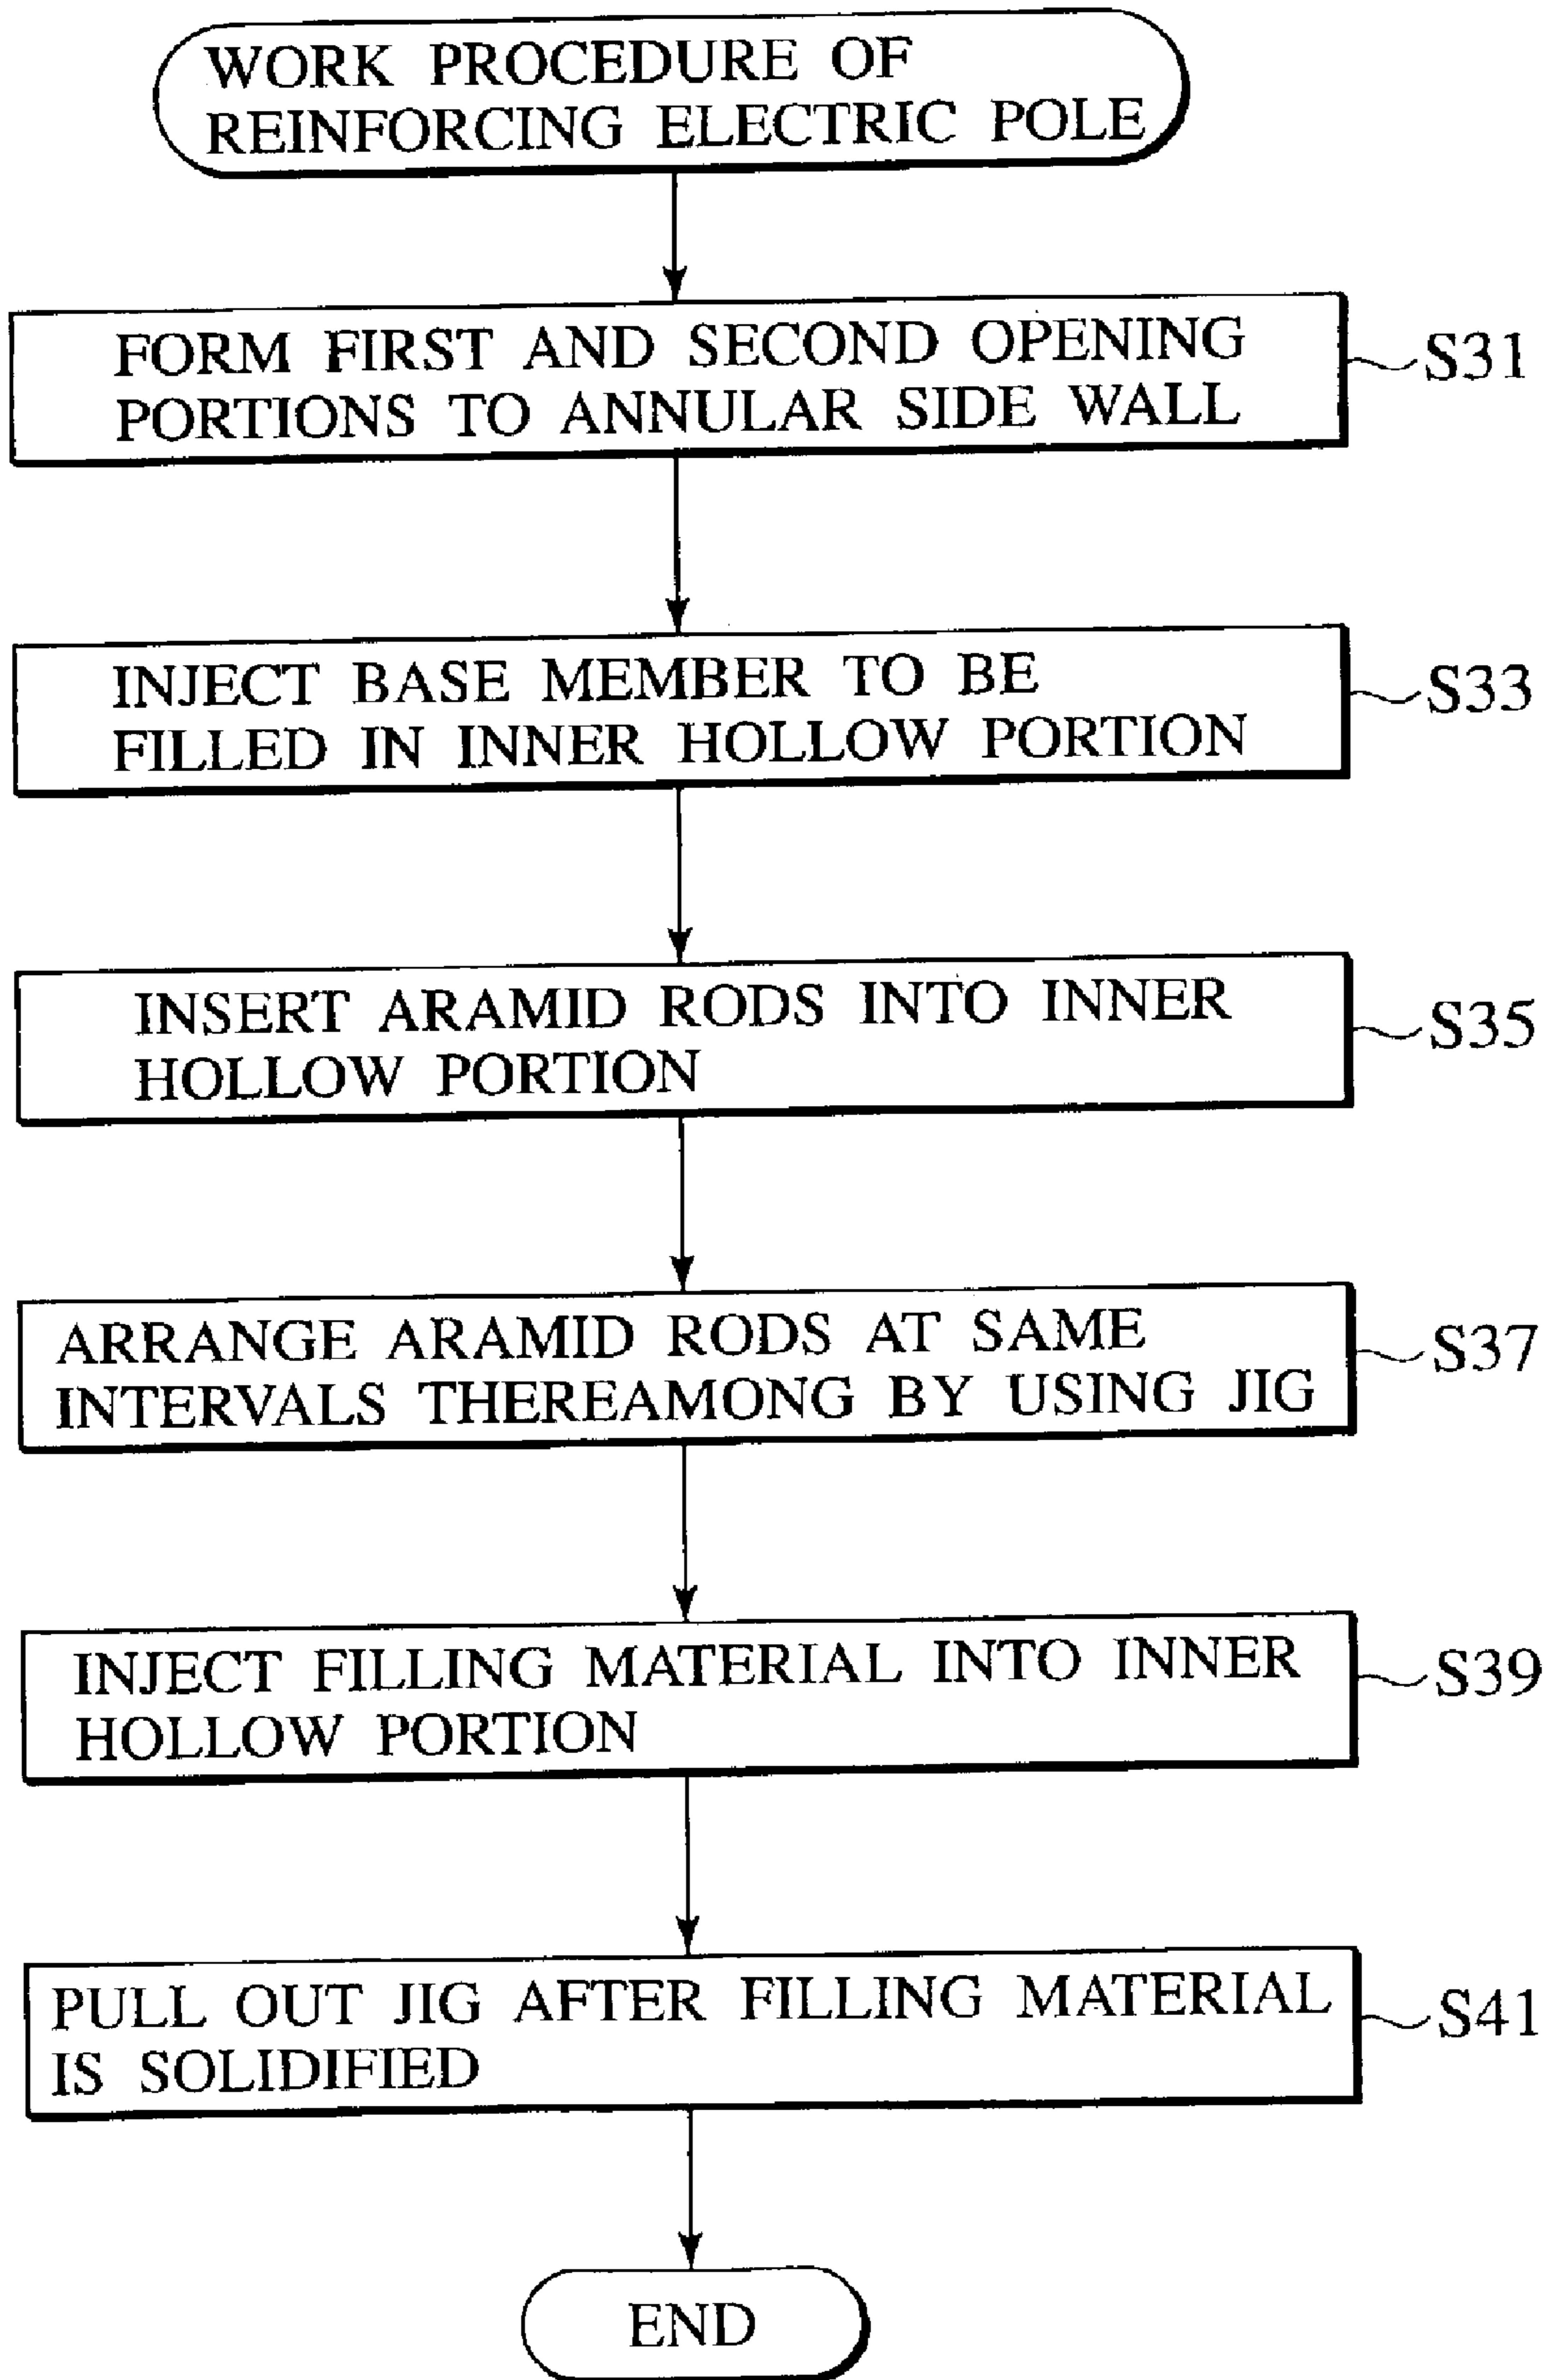 WORK PROCEDURE OF
REINFORCING ELECTRIC POLE
FORM FIRST AND SECOND OPENING
PORTIONS TO ANNULAR SIDE WALL
S31
INJECT BASE MEMBER TO BE
FILLED IN INNER HOLLOW PORTION
S33
INSERT ARAMID RODS INTO INNER
HOLLOW PORTION
S35
ARRANGE ARAMID RODS AT SAME
INTERVALS THEREAMONG BY USING JIG
S37
INJECT FILLING MATERIAL INTO INNER
HOLLOW PORTION
S39
PULL OUT JIG AFTER FILLING MATERIAL
IS SOLIDIFIED
S41
END